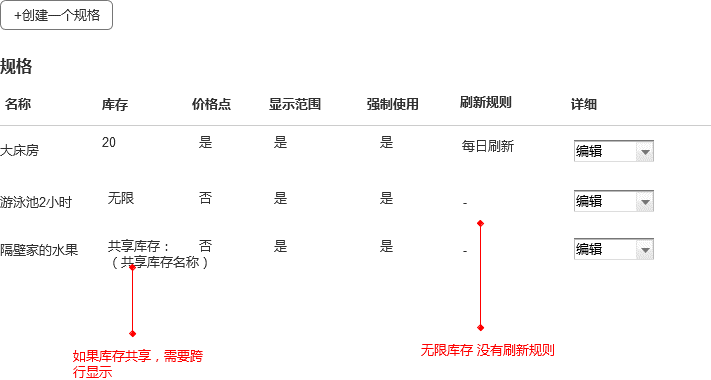 +创建一个规格
规格
名称 库存 价格点 显示范围 强制使用 刷新规则 详细
大床房 20 是 是 是 每日刷新 编辑
游泳池2小时 无限 否 是 是 - 编辑
隔壁家的水果 共享库存： 否 是 是 - 编辑
（共享库存名称）
如果库存共享，需要跨
行显示
无限库存 没有刷新规则